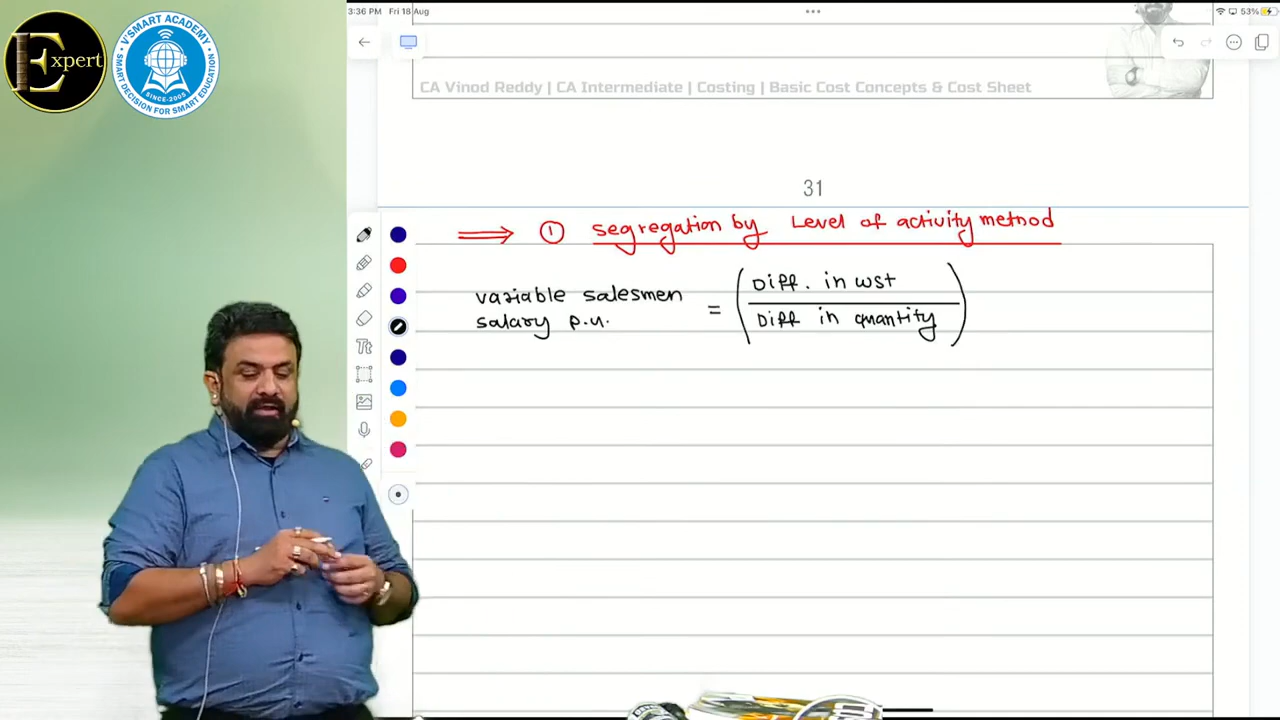 3:36 PM Fri 18 Aug
53%
Expert
V'SMART ACADEMY
SINCE-2005
SMART DECISION FOR SMART EDUCATION
CA Vinod Reddy | CA Intermediate | Costing | Basic Cost Concepts & Cost Sheet
31
⟹ ① segregation by Level of activity method
variable salesmen salary p.u. = (Diff. in cost / Diff in quantity)
Tt